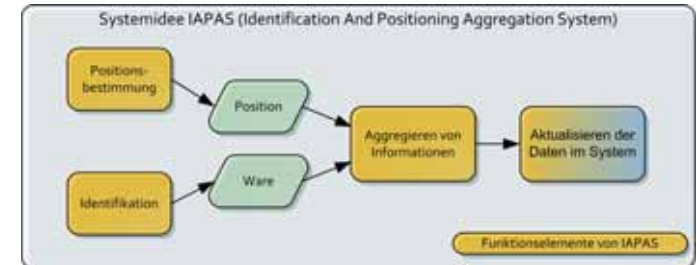 Systemidee IAPAS (Identification And Positioning Aggregation System)
Positions-
bestimmung
Position
Aggregieren von
Informationen
Aktualisieren der
Daten im System
Identifikation
Ware
Funktionselemente von IAPAS